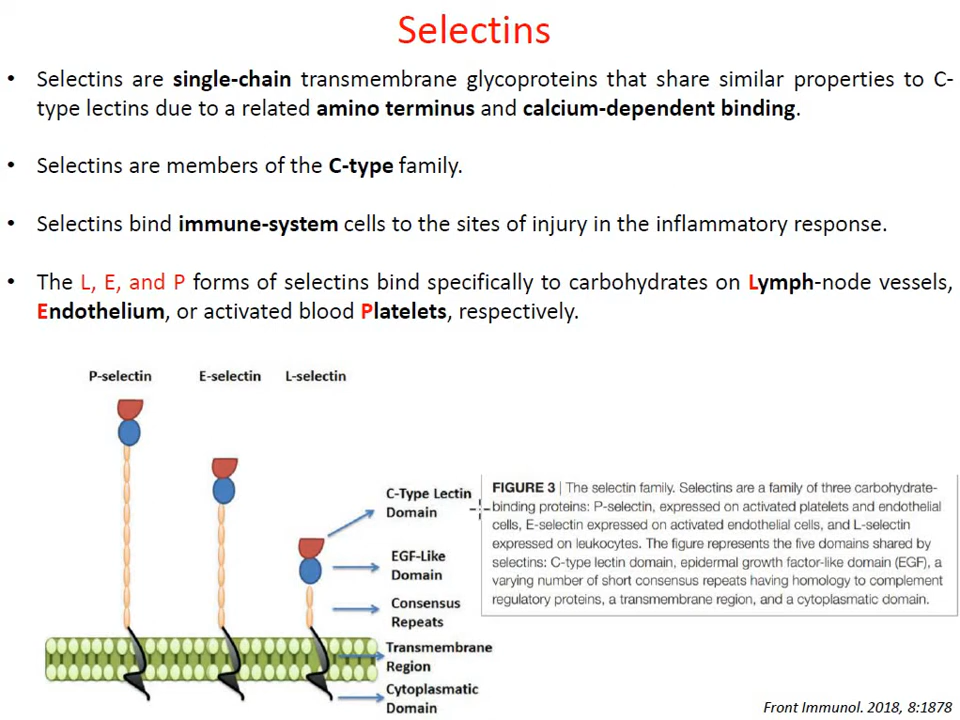 Selectins
• Selectins are single-chain transmembrane glycoproteins that share similar properties to C-
type lectins due to a related amino terminus and calcium-dependent binding.
• Selectins are members of the C-type family.
• Selectins bind immune-system cells to the sites of injury in the inflammatory response.
• The L, E, and P forms of selectins bind specifically to carbohydrates on Lymph-node vessels,
Endothelium, or activated blood Platelets, respectively.
P-selectin
E-selectin
L-selectin
C-Type Lectin
Domain
EGF-Like
Domain
Consensus
Repeats
Transmembrane
Region
Cytoplasmatic
Domain
FIGURE 3 | The selectin family. Selectins are a family of three carbohydrate-
binding proteins: P-selectin, expressed on activated platelets and endothelial
cells, E-selectin expressed on activated endothelial cells, and L-selectin
expressed on leukocytes. The figure represents the five domains shared by
selectins: C-type lectin domain, epidermal growth factor-like domain (EGF), a
varying number of short consensus repeats having homology to complement
regulatory proteins, a transmembrane region, and a cytoplasmatic domain.
Front Immunol. 2018, 8:1878